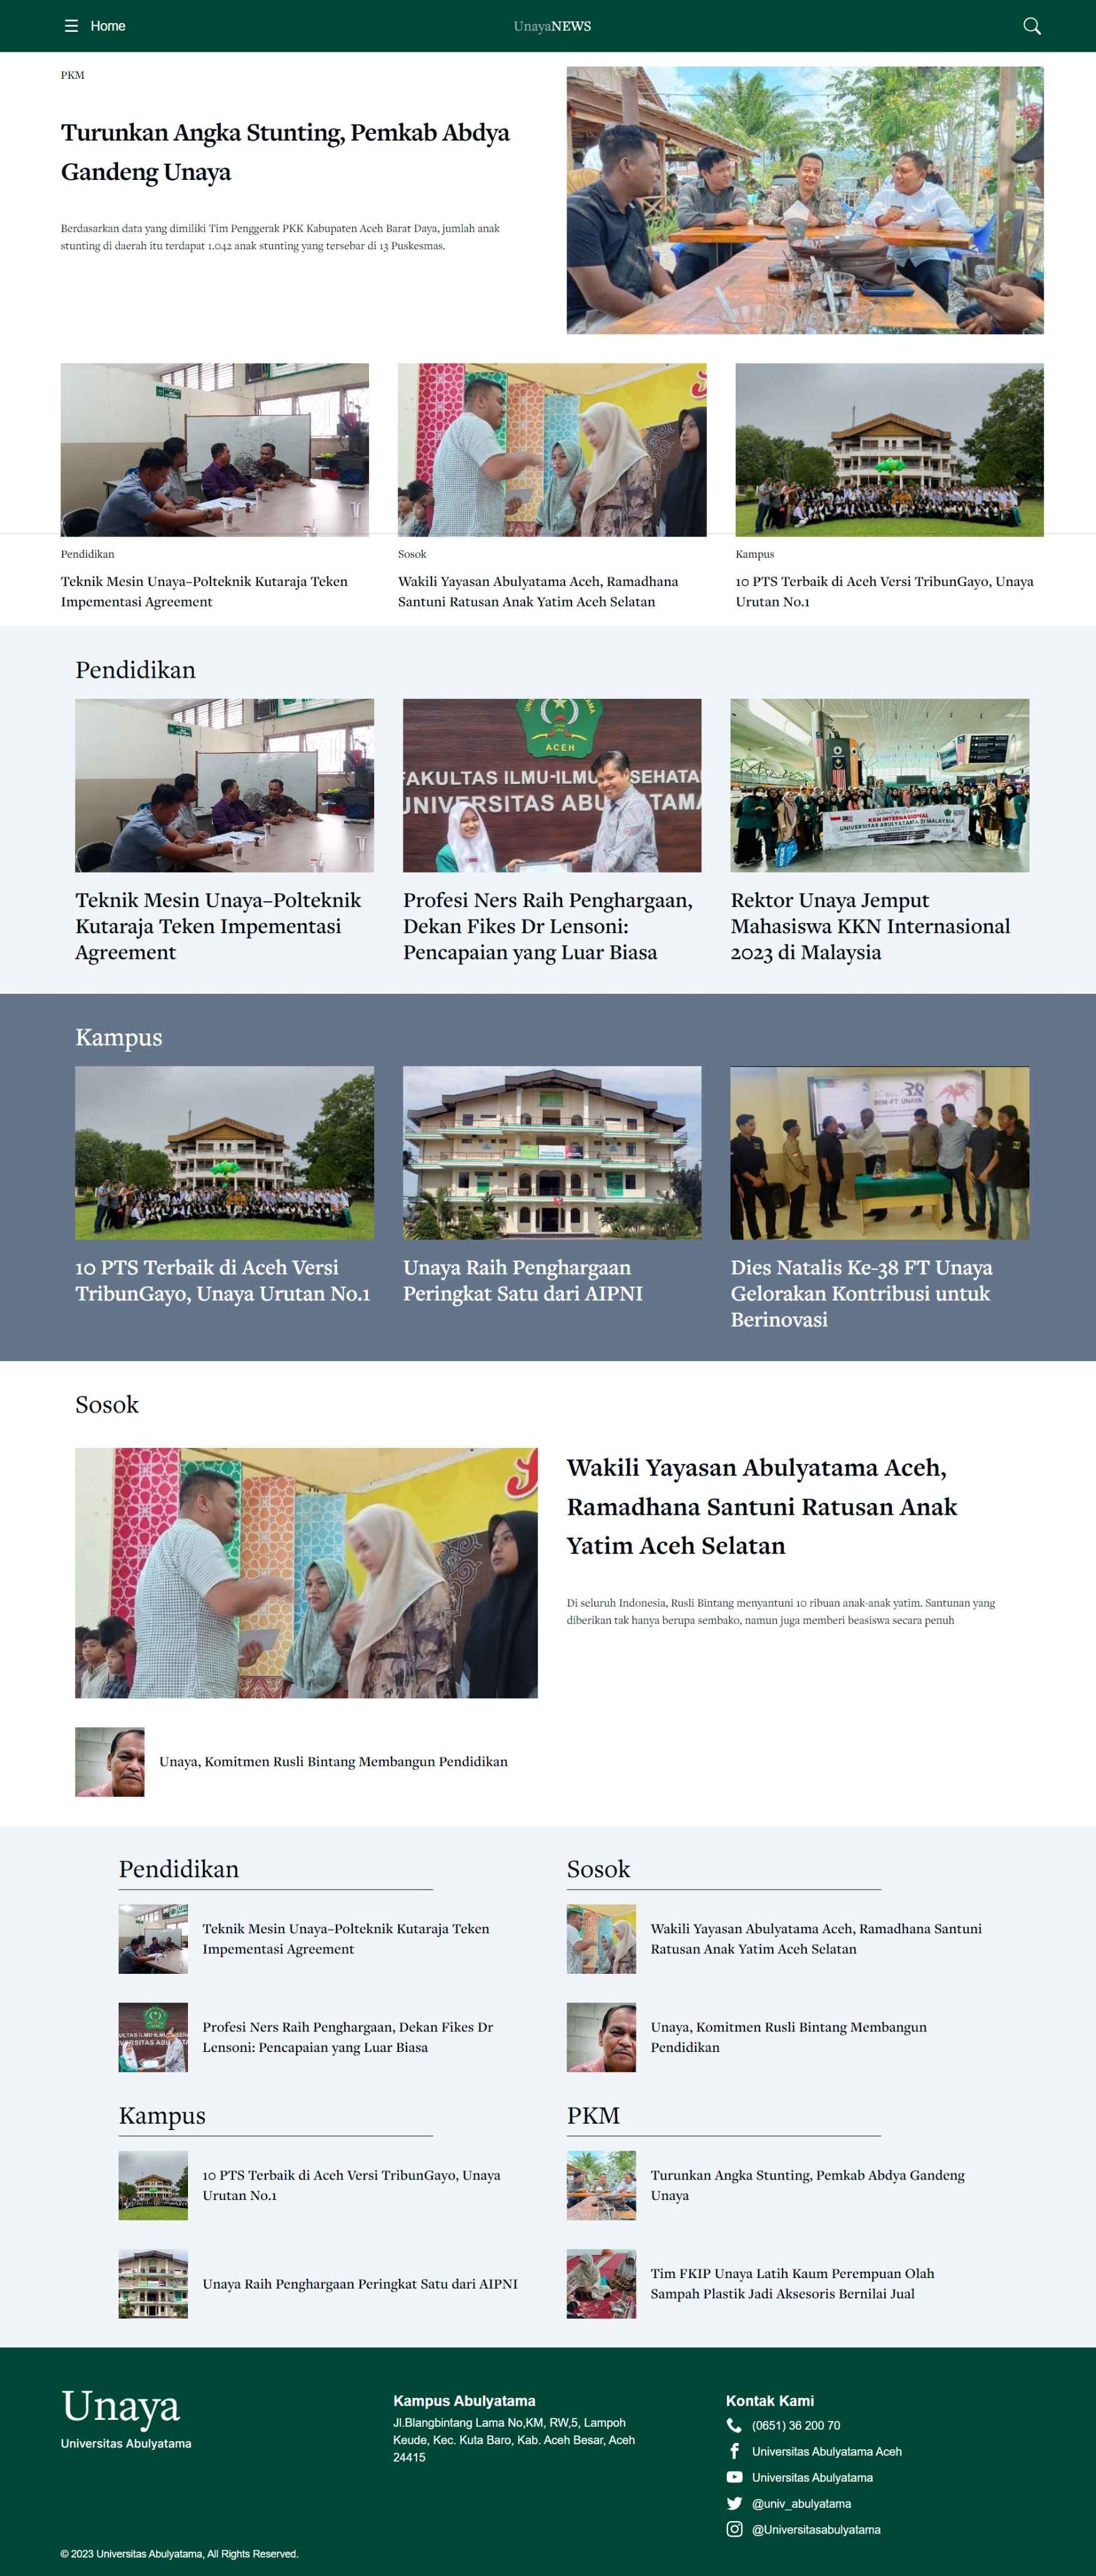 Home
UnayaNEWS
PKM
Turunkan Angka Stunting, Pemkab Abdya
Gandeng Unaya
Berdasarkan data yang dimiliki Tim Penggerak PKK Kabupaten Aceh Barat Daya, jumlah anak
stunting di daerah itu terdapat 1.042 anak stunting yang tersebar di 13 Puskesmas.
Pendidikan
Teknik Mesin Unaya–Polteknik Kutaraja Teken
Impementasi Agreement
Sosok
Wakili Yayasan Abulyatama Aceh, Ramadhana
Santuni Ratusan Anak Yatim Aceh Selatan
Kampus
10 PTS Terbaik di Aceh Versi TribunGayo, Unaya
Urutan No.1
Pendidikan
ACEH
FAKULTAS ILMU-ILMU SEHATA
UNIVERSITAS ABU TAMA
KKN INTERNASIONAL
UNIVERSITAS ABULYATAMA DI MALAYSIA
Teknik Mesin Unaya–Polteknik
Kutaraja Teken Impementasi
Agreement
Profesi Ners Raih Penghargaan,
Dekan Fikes Dr Lensoni:
Pencapaian yang Luar Biasa
Rektor Unaya Jemput
Mahasiswa KKN Internasional
2023 di Malaysia
Kampus
BEM-FT UNAYA
10 PTS Terbaik di Aceh Versi
TribunGayo, Unaya Urutan No.1
Unaya Raih Penghargaan
Peringkat Satu dari AIPNI
Dies Natalis Ke-38 FT Unaya
Gelorakan Kontribusi untuk
Berinovasi
Sosok
Wakili Yayasan Abulyatama Aceh,
Ramadhana Santuni Ratusan Anak
Yatim Aceh Selatan
Di seluruh Indonesia, Rusli Bintang menyantuni 10 ribuan anak-anak yatim. Santunan yang
diberikan tak hanya berupa sembako, namun juga memberi beasiswa secara penuh
Unaya, Komitmen Rusli Bintang Membangun Pendidikan
Pendidikan
Teknik Mesin Unaya–Polteknik Kutaraja Teken
Impementasi Agreement
Profesi Ners Raih Penghargaan, Dekan Fikes Dr
Lensoni: Pencapaian yang Luar Biasa
Sosok
Wakili Yayasan Abulyatama Aceh, Ramadhana Santuni
Ratusan Anak Yatim Aceh Selatan
Unaya, Komitmen Rusli Bintang Membangun
Pendidikan
Kampus
10 PTS Terbaik di Aceh Versi TribunGayo, Unaya
Urutan No.1
Unaya Raih Penghargaan Peringkat Satu dari AIPNI
PKM
Turunkan Angka Stunting, Pemkab Abdya Gandeng
Unaya
Tim FKIP Unaya Latih Kaum Perempuan Olah
Sampah Plastik Jadi Aksesoris Bernilai Jual
Unaya
Universitas Abulyatama
Kampus Abulyatama
Jl.Blangbintang Lama No,KM, RW,5, Lampoh
Keude, Kec. Kuta Baro, Kab. Aceh Besar, Aceh
24415
Kontak Kami
(0651) 36 200 70
Universitas Abulyatama Aceh
Universitas Abulyatama
@univ_abulyatama
@Universitasabulyatama
© 2023 Universitas Abulyatama, All Rights Reserved.